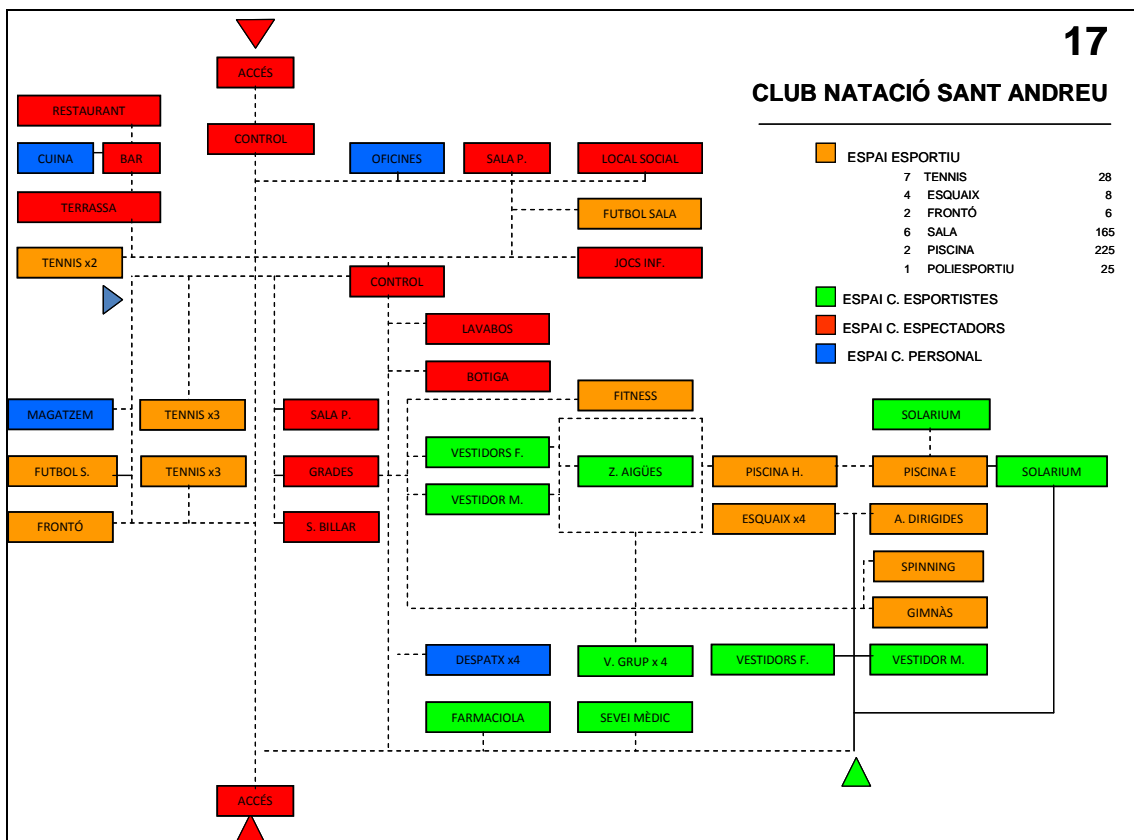 17
CLUB NATACIÓ SANT ANDREU
ACCÉS
RESTAURANT
CONTROL
CUINA
BAR
OFICINES
SALA P.
LOCAL SOCIAL
ESPAI ESPORTIU
7 TENNIS 28
4 ESQUAIX 8
2 FRONTÓ 6
6 SALA 165
2 PISCINA 225
1 POLIESPORTIU 25
TERRASSA
FUTBOL SALA
TENNIS x2
CONTROL
JOCS INF.
ESPAI C. ESPORTISTES
ESPAI C. ESPECTADORS
ESPAI C. PERSONAL
LAVABOS
BOTIGA
FITNESS
MAGATZEM
TENNIS x3
SALA P.
SOLARIUM
VESTIDORS F.
FUTBOL S.
TENNIS x3
GRADES
Z. AIGÜES
PISCINA H.
PISCINA E
SOLARIUM
VESTIDOR M.
FRONTÓ
S. BILLAR
ESQUAIX x4
A. DIRIGIDES
SPINNING
GIMNÀS
DESPATX x4
V. GRUP x 4
VESTIDORS F.
VESTIDOR M.
FARMACIOLA
SEVEI MÈDIC
ACCÉS